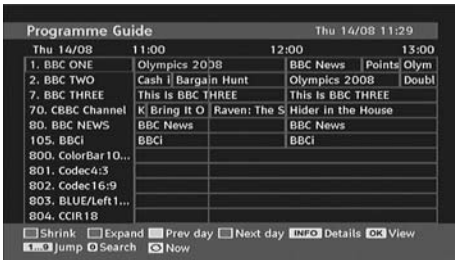 Programme Guide Thu 14/08 11:29
Thu 14/08 11:00 12:00 13:00
1. BBC ONE Olympics 2008 BBC News Points Olym
2. BBC TWO Cash i Bargain Hunt Olympics 2008 Doubl
7. BBC THREE This Is BBC THREE This Is BBC THREE
70. CBBC Channel K Bring It O Raven: The S Hider in the House
80. BBC NEWS BBC News BBC News
105. BBCi BBCi BBCi
800. ColorBar10...
801. Codec4:3
802. Codec16:9
803. BLUE/Left1...
804. CCIR18
Shrink Expand Prev day Next day INFO Details OK View
1...9 Jump 0 Search Now